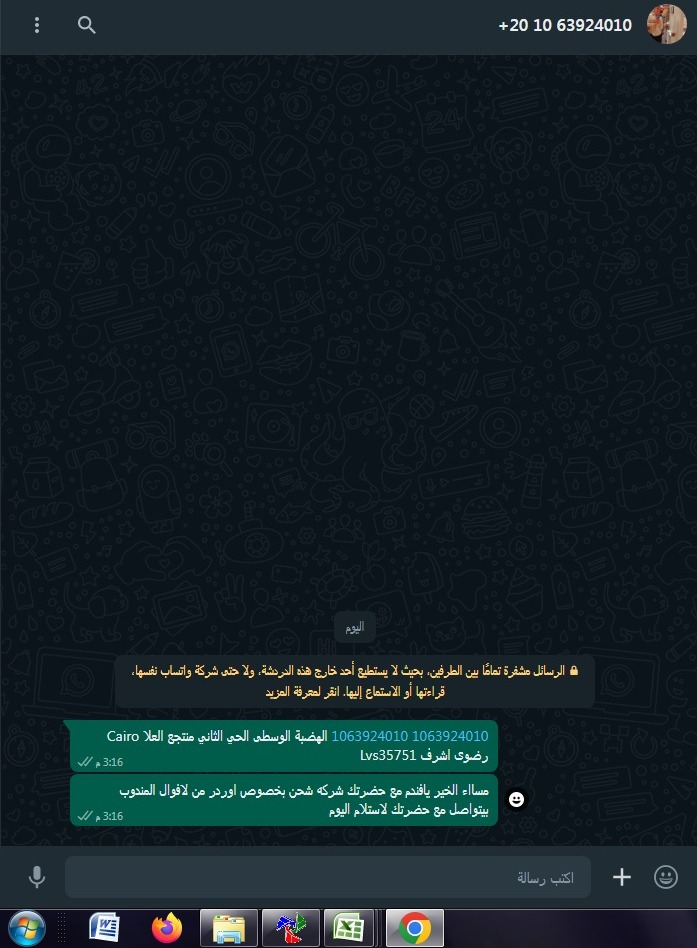 +20 10 63924010
اليوم
الرسائل مشفرة تمامًا بين الطرفين، بحيث لا يستطيع أحد خارج هذه الدردشة، ولا حتى شركة واتساب نفسها،
قراءتها أو الاستماع إليها. انقر لمعرفة المزيد
1063924010 1063924010 الهضبة الوسطى الحي الثاني منتجع العلا Cairo
رضوى اشرف Lvs35751
3:16 م
مساء الخير يافندم مع حضرتك شركه شحن بخصوص اوردر من لافوال المندوب
بيتواصل مع حضرتك لاستلام اليوم
3:16 م
اكتب رسالة